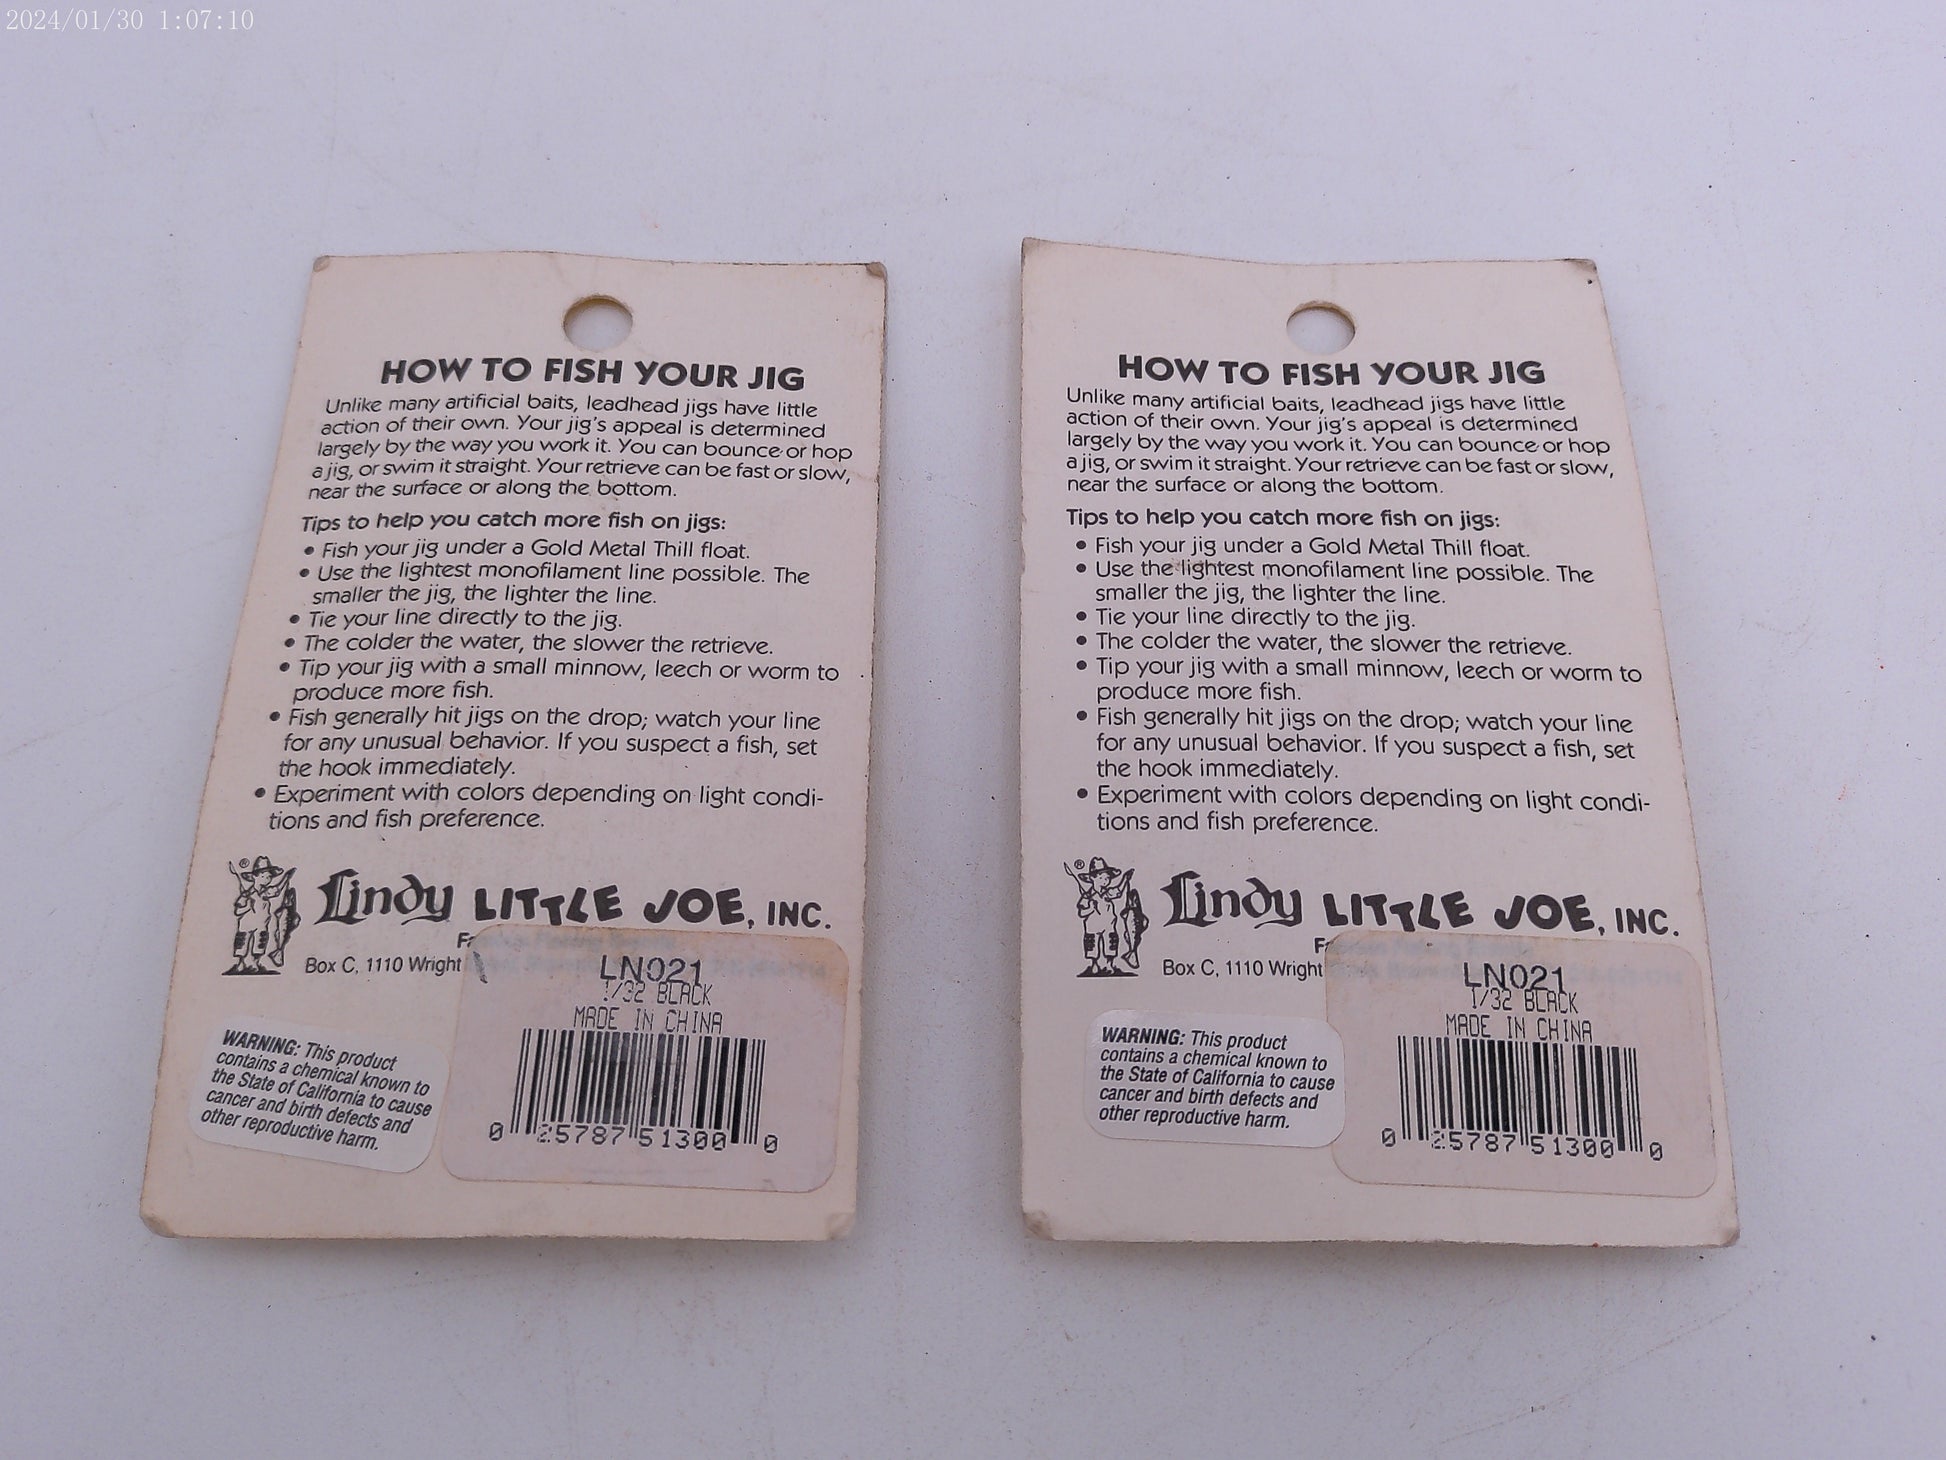 2024/01/30 1:07:10
HOW TO FISH YOUR JIG
Unlike many artificial baits, leadhead jigs have little
action of their own. Your jig's appeal is determined
largely by the way you work it. You can bounce or hop
a jig, or swim it straight. Your retrieve can be fast or slow,
near the surface or along the bottom.
Tips to help you catch more fish on jigs:
• Fish your jig under a Gold Metal Thill float.
• Use the lightest monofilament line possible. The
smaller the jig, the lighter the line.
• Tie your line directly to the jig.
• The colder the water, the slower the retrieve.
• Tip your jig with a small minnow, leech or worm to
produce more fish.
• Fish generally hit jigs on the drop; watch your line
for any unusual behavior. If you suspect a fish, set
the hook immediately.
• Experiment with colors depending on light condi-
tions and fish preference.
® Lindy LITTLE JOE, INC.
Box C, 1110 Wright
LN021
1/32 BLACK
MADE IN CHINA
0 25787 51300 0
WARNING: This product
contains a chemical known to
the State of California to cause
cancer and birth defects and
other reproductive harm.
HOW TO FISH YOUR JIG
Unlike many artificial baits, leadhead jigs have little
action of their own. Your jig's appeal is determined
largely by the way you work it. You can bounce or hop
a jig, or swim it straight. Your retrieve can be fast or slow,
near the surface or along the bottom.
Tips to help you catch more fish on jigs:
• Fish your jig under a Gold Metal Thill float.
• Use the lightest monofilament line possible. The
smaller the jig, the lighter the line.
• Tie your line directly to the jig.
• The colder the water, the slower the retrieve.
• Tip your jig with a small minnow, leech or worm to
produce more fish.
• Fish generally hit jigs on the drop; watch your line
for any unusual behavior. If you suspect a fish, set
the hook immediately.
• Experiment with colors depending on light condi-
tions and fish preference.
® Lindy LITTLE JOE, INC.
Box C, 1110 Wright
LN021
1/32 BLACK
MADE IN CHINA
0 25787 51300 0
WARNING: This product
contains a chemical known to
the State of California to cause
cancer and birth defects and
other reproductive harm.